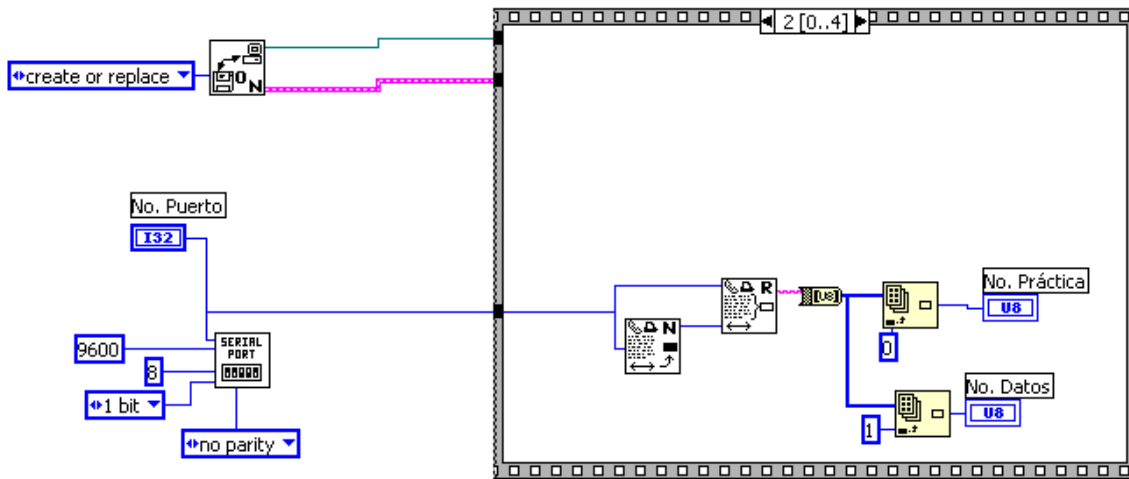 2 [0..4]
create or replace
O
N
No. Puerto
I32
SERIAL
PORT
9600
8
1 bit
no parity
R
N
[U8]
No. Práctica
U8
0
No. Datos
U8
1